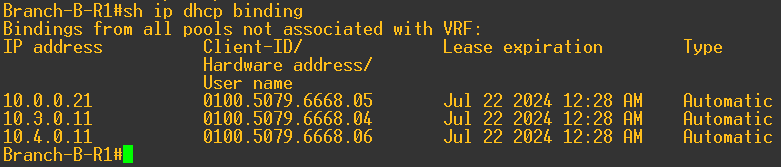 Branch-B-R1#sh ip dhcp binding
Bindings from all pools not associated with VRF:
IP address          Client-ID/              Lease expiration        Type
                    Hardware address/
                    User name
10.0.0.21           0100.5079.6668.05       Jul 22 2024 12:28 AM    Automatic
10.3.0.11           0100.5079.6668.04       Jul 22 2024 12:28 AM    Automatic
10.4.0.11           0100.5079.6668.06       Jul 22 2024 12:28 AM    Automatic
Branch-B-R1#